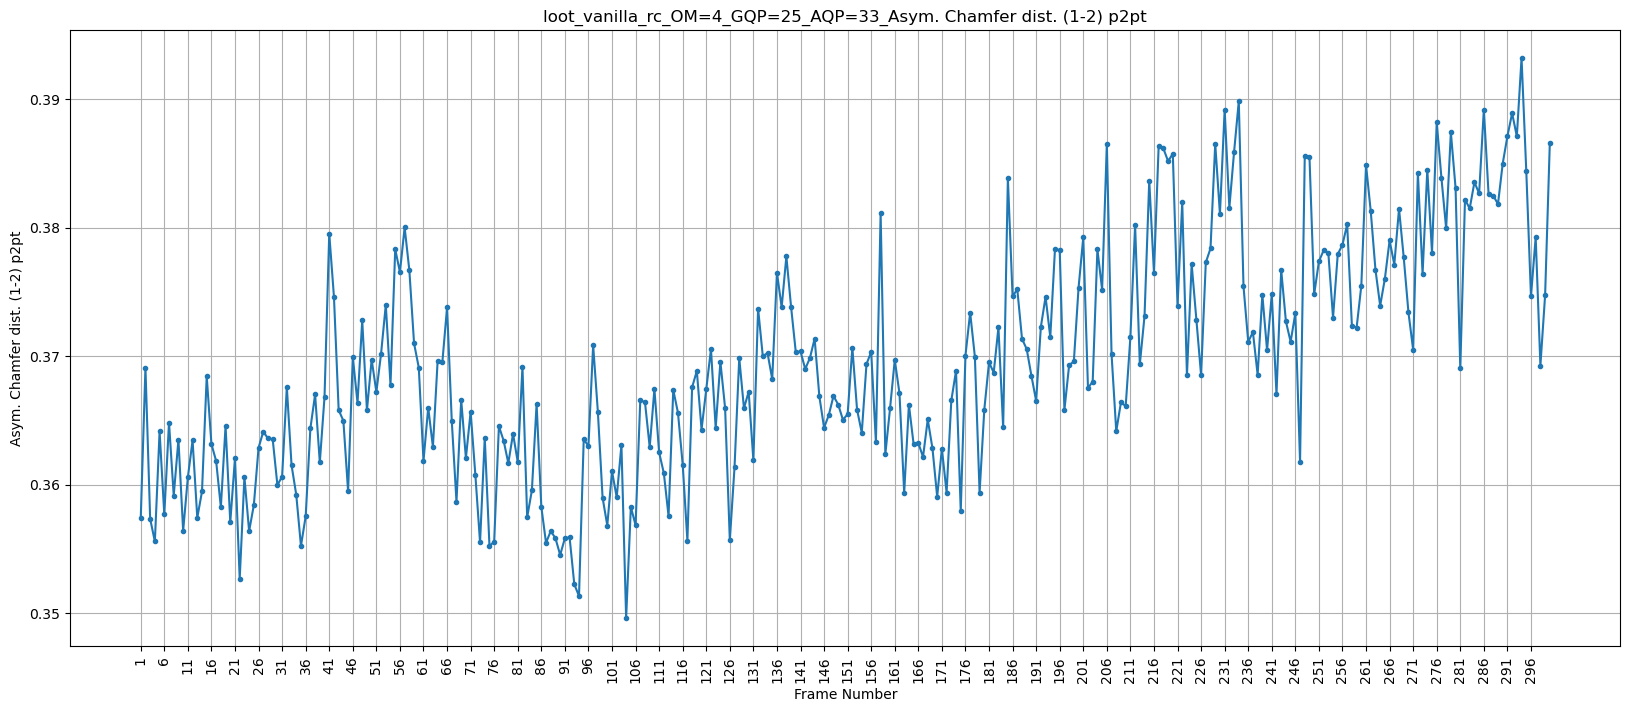 loot_vanilla_rc_OM=4_GQP=25_AQP=33_Asym. Chamfer dist. (1-2) p2pt
Asym. Chamfer dist. (1-2) p2pt
0.39
0.38
0.37
0.36
0.35
1 6 11 16 21 26 31 36 41 46 51 56 61 66 71 76 81 86 91 96 101 106 111 116 121 126 131 136 141 146 151 156 161 166 171 176 181 186 191 196 201 206 211 216 221 226 231 236 241 246 251 256 261 266 271 276 281 286 291 296
Frame Number